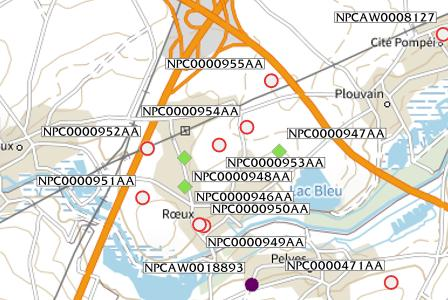 NPCAW0008127
Cité Pompéi
NPC0000955AA
Plouvain
NPC0000954AA
NPC0000952AA
NPC0000947AA
ux
NPC0000953AA
NPC0000948AA
NPC0000951AA
Lac Bleu
NPC0000946AA
NPC0000950AA
Rœux
NPC0000949AA
Pelves
NPCAW0018893
NPC0000471AA